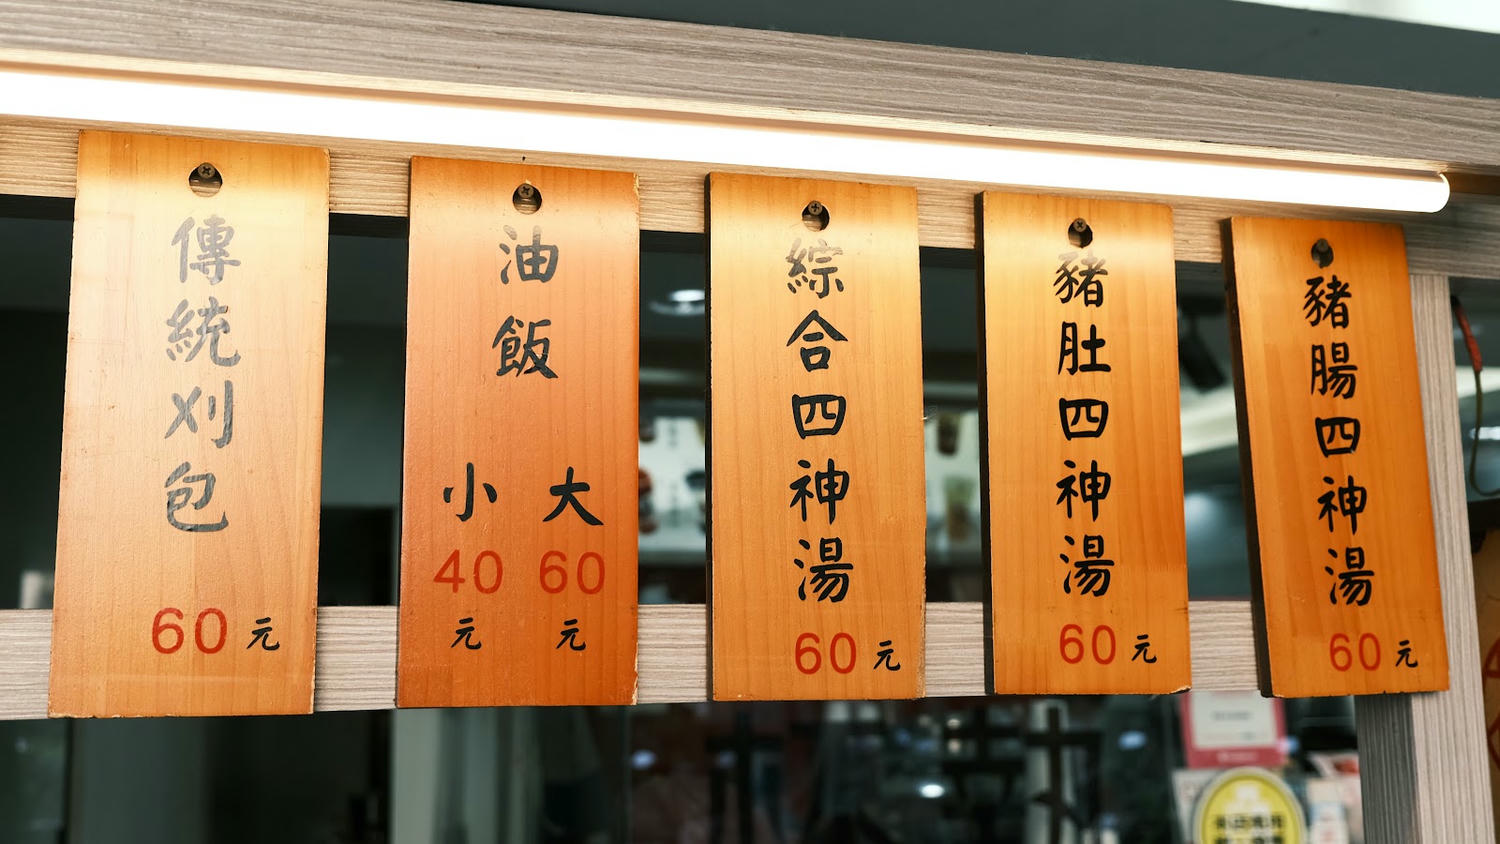 傳統刈包
60元
油飯
小 大
40 60
元 元
綜合四神湯
60元
豬肚四神湯
60元
豬腸四神湯
60元